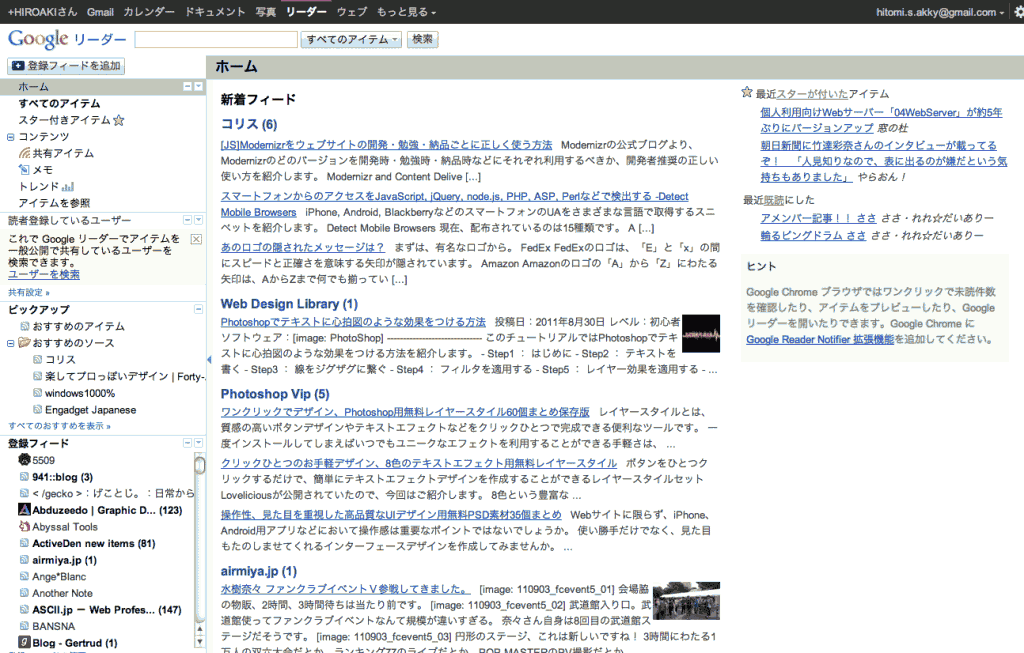 +HIROAKIさん Gmail カレンダー ドキュメント 写真 リーダー ウェブ もっと見る
hitomi.s.akky@gmail.com
Google リーダー
すべてのアイテム
検索
登録フィードを追加
ホーム
すべてのアイテム
スター付きアイテム
コンテンツ
共有アイテム
メモ
トレンド
アイテムを参照
読者登録しているユーザー
これで Google リーダーでアイテムを
一般公開で共有しているユーザーを
検索できます。
ユーザーを検索
共有設定 »
ピックアップ
おすすめのアイテム
おすすめのソース
コリス
楽してプロっぽいデザイン | Forty-.
windows1000%
Engadget Japanese
すべてのおすすめを表示 »
登録フィード
5509
941::blog (3)
< /gecko >：げことじ。：日常から
Abduzeedo | Graphic D... (123)
Abyssal Tools
ActiveDen new items (81)
airmiya.jp (1)
Ange*Blanc
Another Note
ASCII.jp － Web Profes... (147)
BANSNA
Blog - Gertrud (1)
ホーム
新着フィード
コリス (6)
[JS]Modernizrをウェブサイトの開発・勉強・納品ごとに正しく使う方法 Modernizrの公式ブログより、
Modernizrのどのバージョンを開発時・勉強時・納品時などにそれぞれ利用するべきか、開発者推奨の正しい
使い方を紹介します。 Modernizr and Content Delive [...]
スマートフォンからのアクセスをJavaScript, jQuery, node.js, PHP, ASP, Perlなどで検出する -Detect
Mobile Browsers iPhone, Android, BlackberryなどのスマートフォンのUAをさまざまな言語で取得するスニ
ペットを紹介します。 Detect Mobile Browsers 現在、配布されているのは15種類です。 A [...]
あのロゴの隠されたメッセージは？ まずは、有名なロゴから。 FedEx FedExのロゴは、「E」と「x」の間
にスピードと正確さを意味する矢印が隠されています。 Amazon Amazonのロゴの「A」から「Z」にわたる
矢印は、AからZまで何でも揃ってい [...]
Web Design Library (1)
Photoshopでテキストに心拍図のような効果をつける方法 投稿日：2011年8月30日 レベル：初心者
ソフトウェア：[image: PhotoShop] ------------------------------ このチュートリアルではPhotoshopでテキ
ストに心拍図のような効果をつける方法を紹介します。 - Step1 ： はじめに - Step2 ： テキストを
書く - Step3 ： 線をジグザグに繋ぐ - Step4 ： フィルタを適用する - Step5 ： レイヤー効果を適用する - ...
Photoshop Vip (5)
ワンクリックでデザイン、Photoshop用無料レイヤースタイル60個まとめ保存版 レイヤースタイルとは、
質感の高いボタンデザインやテキストエフェクトなどをクリックひとつで完成できる便利なツールです。 一
度インストールしてしまえばいつでもユニークなエフェクトを利用することができる手軽さは、 ...
クリックひとつのお手軽デザイン、8色のテキストエフェクト用無料レイヤースタイル ボタンをひとつク
リックするだけで、簡単にテキストエフェクトデザインを作成することができるレイヤースタイルセット
Loveliciousが公開されていたので、今回はご紹介します。 8色という豊富な ...
操作性、見た目を重視した高品質なUIデザイン用無料PSD素材35個まとめ Webサイトに限らず、iPhone、
Android用アプリなどにおいて操作感は重要なポイントではないでしょうか。 使い勝手だけでなく、見た目
もたのしませてくれるインターフェースデザインを作成してみませんか。 ...
airmiya.jp (1)
水樹奈々 ファンクラブイベントＶ参戦してきました。 [image: 110903_fcevent5_01] 会場脇
の物販、2時間、3時間待ちは当たり前です。 [image: 110903_fcevent5_02] 武道館入り口。武
道館使ってファンクラブイベントなんて規模が違いすぎる。 奈々さん自身は8回目の武道館ス
テージだそうです。 [image: 110903_fcevent5_03] 円形のステージ、これは新しいですね！ 3時間にわたる1
万人の双六大会だとか、ランキング77のライブだとか、POP MASTERのPV撮影だとか
最近スターが付いたアイテム
個人利用向けWebサーバー「04WebServer」が約5年
ぶりにバージョンアップ 窓の杜
朝日新聞に竹達彩奈さんのインタビューが載ってる
ぞ！ 「人見知りなので、表に出るのが嫌だという気
持ちもありました」 やらおん！
最近既読にした
アメンバー記事！！ ささ ささ・れれ☆だいありー
輪るピングドラム ささ ささ・れれ☆だいありー
ヒント
Google Chrome ブラウザではワンクリックで未読件数
を確認したり、アイテムをプレビューしたり、Google
リーダーを開いたりできます。Google Chrome に
Google Reader Notifier 拡張機能を追加してください。